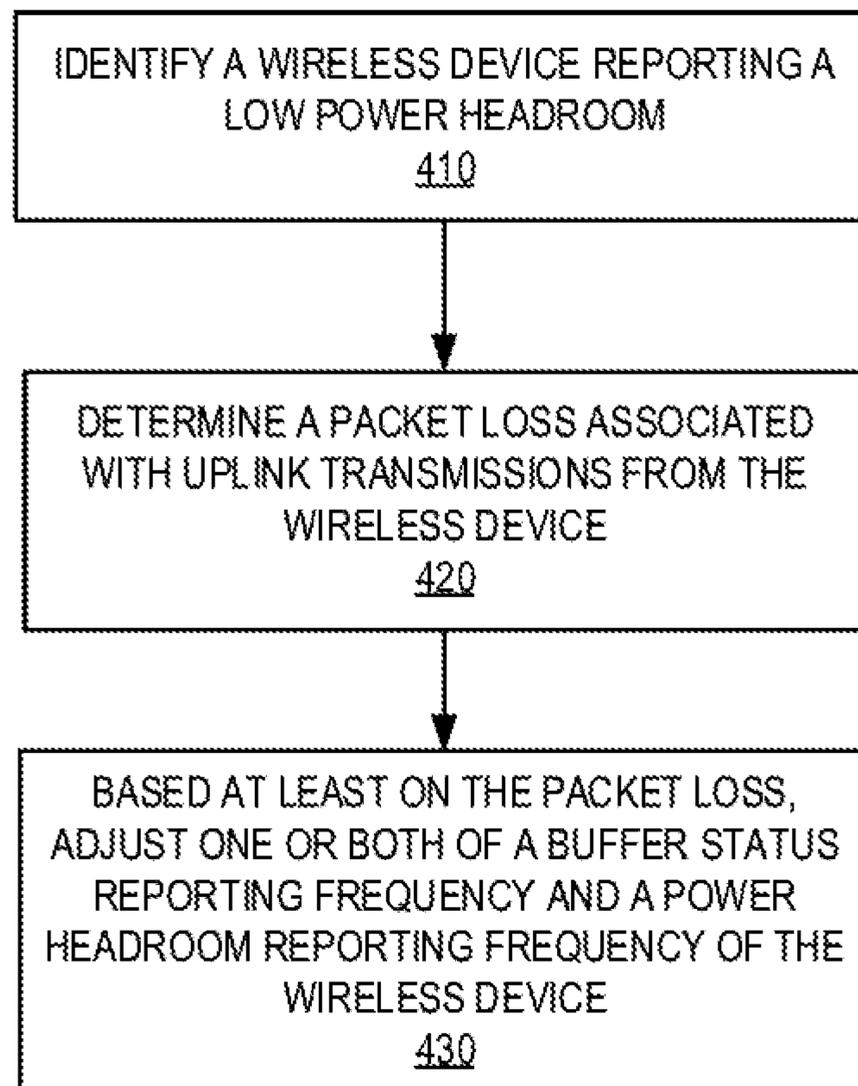 IDENTIFY A WIRELESS DEVICE REPORTING A
LOW POWER HEADROOM
410
DETERMINE A PACKET LOSS ASSOCIATED
WITH UPLINK TRANSMISSIONS FROM THE
WIRELESS DEVICE
420
BASED AT LEAST ON THE PACKET LOSS,
ADJUST ONE OR BOTH OF A BUFFER STATUS
REPORTING FREQUENCY AND A POWER
HEADROOM REPORTING FREQUENCY OF THE
WIRELESS DEVICE
430